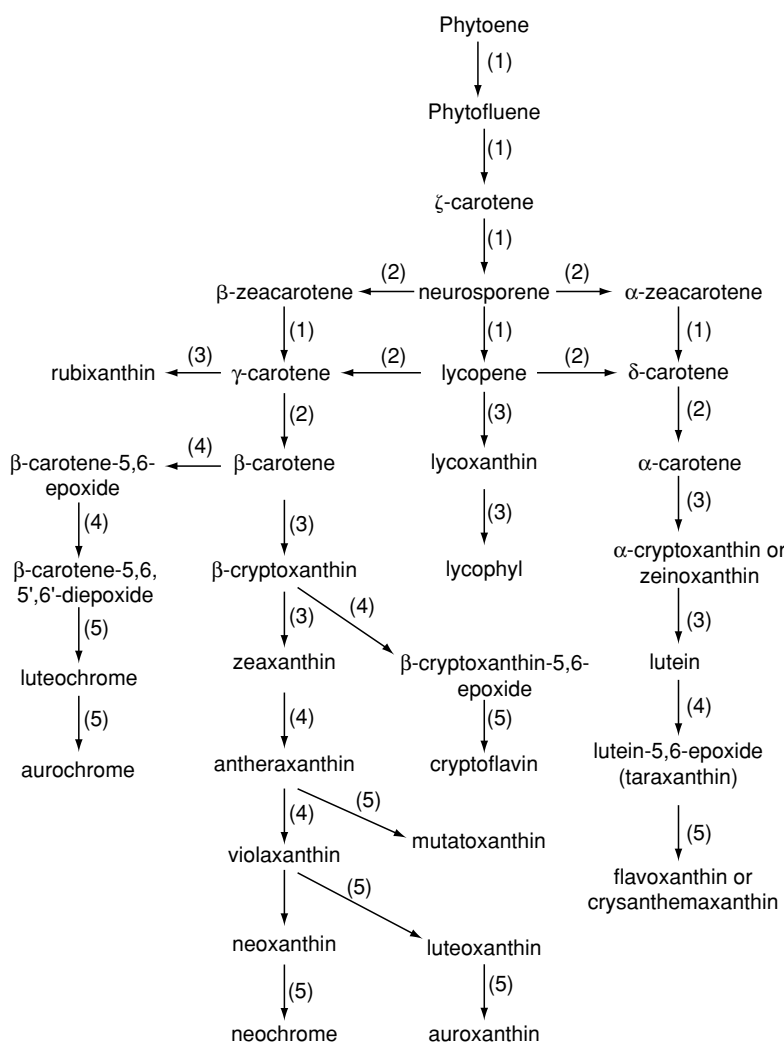 Phytoene
(1)
Phytofluene
(1)
ζ-carotene
(1)
β-zeacarotene (2) neurosporene (2) α-zeacarotene
(1) (1) (1)
rubixanthin (3) γ-carotene (2) lycopene (2) δ-carotene
(2) (3) (2)
β-carotene-5,6-
epoxide
(4) β-carotene lycoxanthin α-carotene
(4) (3) (3) (3)
β-carotene-5,6,
5',6'-diepoxide
β-cryptoxanthin lycophyl α-cryptoxanthin or
zeinoxanthin
(5) (3) (4) (3)
luteochrome zeaxanthin β-cryptoxanthin-5,6-
epoxide
lutein
(5) (4) (5) (4)
aurochrome antheraxanthin cryptoflavin lutein-5,6-epoxide
(taraxanthin)
(4) (5) (5)
violaxanthin mutatoxanthin flavoxanthin or
crysanthemaxanthin
(5)
neoxanthin luteoxanthin
(5) (5)
neochrome auroxanthin